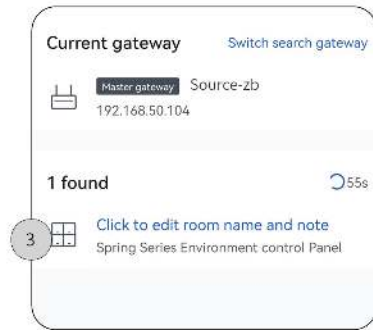 Current gateway Switch search gateway
Master gateway Source-zb
192.168.50.104
1 found 55s
3 Click to edit room name and note
Spring Series Environment control Panel